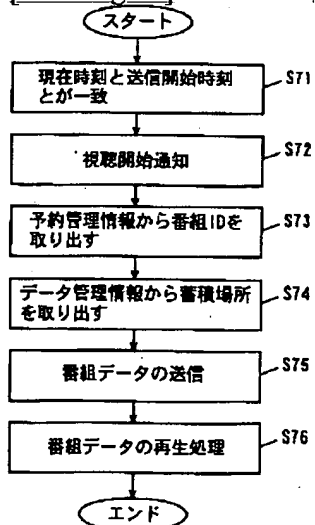 スタート
現在時刻と送信開始時刻
とが一致
S71
視聴開始通知
S72
予約管理情報から番組IDを
取り出す
S73
データ管理情報から蓄積場所
を取り出す
S74
番組データの送信
S75
番組データの再生処理
S76
エンド